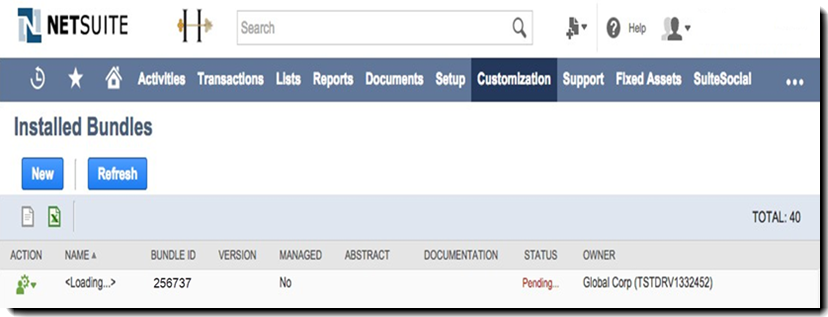 NETSUITE H Search Help
Activities Transactions Lists Reports Documents Setup Customization Support Fixed Assets SuiteSocial ...
Installed Bundles
New Refresh
TOTAL: 40
ACTION NAME ▲ BUNDLE ID VERSION MANAGED ABSTRACT DOCUMENTATION STATUS OWNER
<Loading...> 256737 No Pending... Global Corp (TSTDRV1332452)